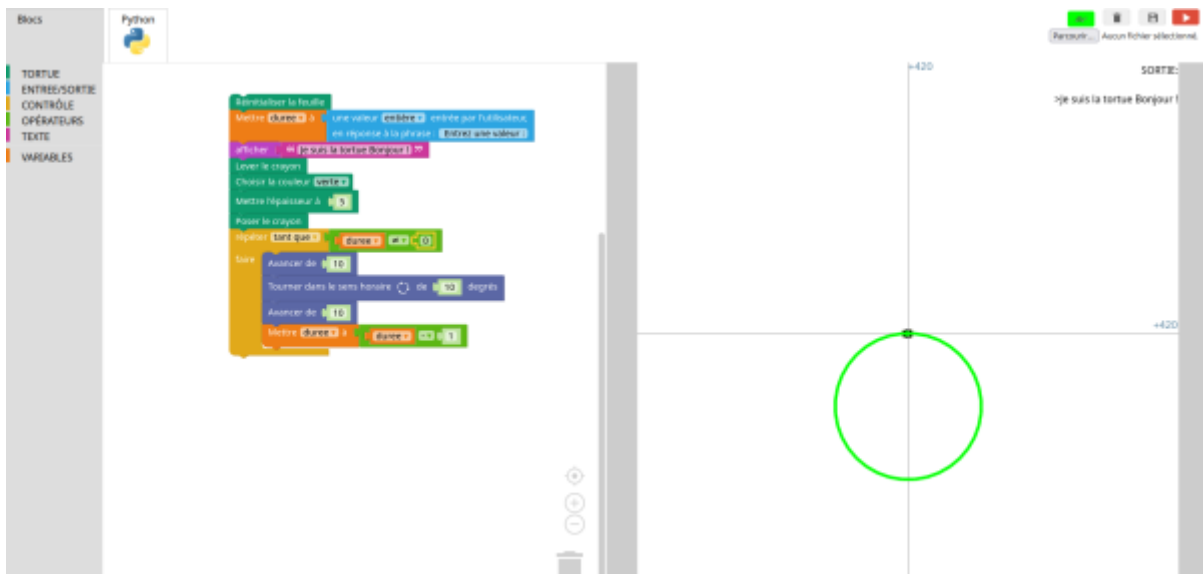 Blocs
Python
Parcourir... Aucun fichier sélectionné.
TORTUE
ENTREE/SORTIE
CONTRÔLE
OPÉRATEURS
TEXTE
VARIABLES
Réinitialiser la feuille
Mettre duree à une valeur entière entrée par l'utilisateur,
en réponse à la phrase : Entrez une valeur :
afficher “ je suis la tortue Bonjour ! ”
Lever le crayon
Choisir la couleur verte
Mettre l'épaisseur à 5
Poser le crayon
répéter tant que duree ≠ 0
faire
Avancer de 10
Tourner dans le sens horaire de 10 degrés
Avancer de 10
Mettre duree à duree - 1
+420
SORTIE:
>je suis la tortue Bonjour !
+420